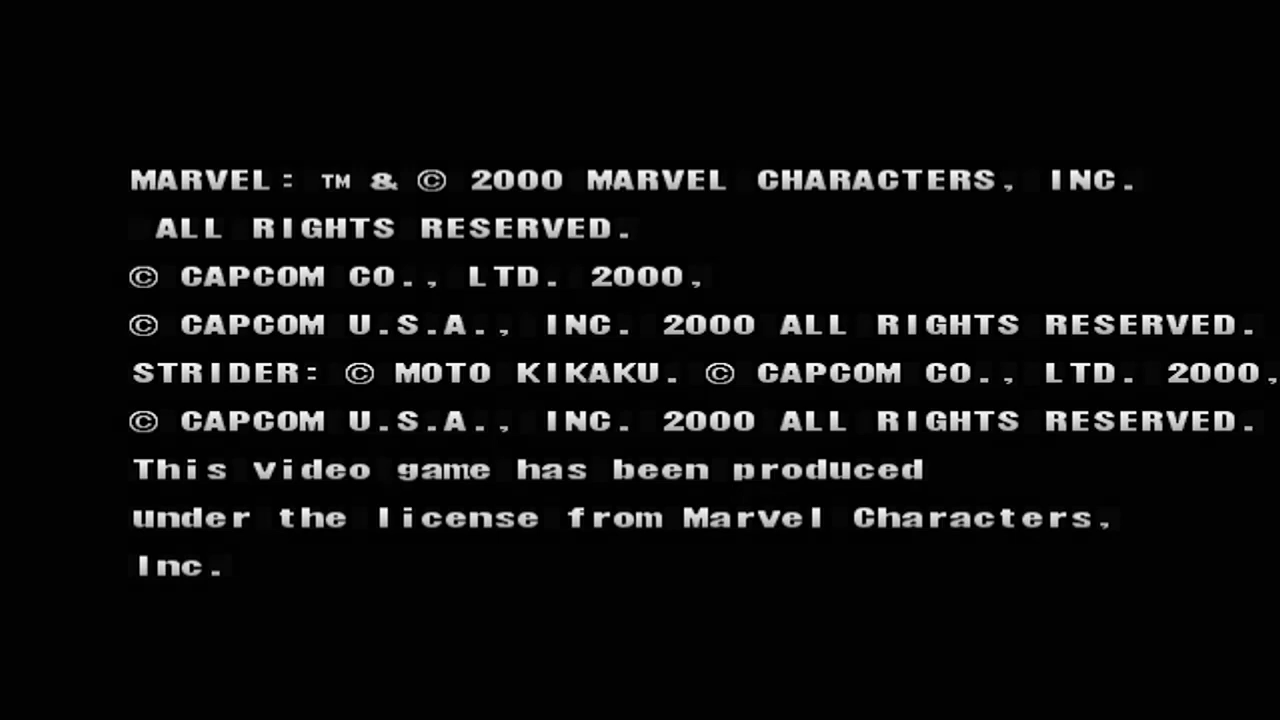 MARVEL: ™ & © 2000 MARVEL CHARACTERS, INC.
ALL RIGHTS RESERVED.
© CAPCOM CO., LTD. 2000,
© CAPCOM U.S.A., INC. 2000 ALL RIGHTS RESERVED.
STRIDER: © MOTO KIKAKU. © CAPCOM CO., LTD. 2000,
© CAPCOM U.S.A., INC. 2000 ALL RIGHTS RESERVED.
This video game has been produced
under the license from Marvel Characters,
Inc.